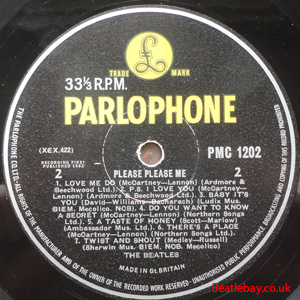 £
TRADE MARK
33⅓ R.P.M.
PARLOPHONE
(XEX.422)
PMC 1202
RECORDING FIRST
PUBLISHED 1963
2
PLEASE PLEASE ME
2
1. LOVE ME DO (McCartney—Lennon) (Ardmore &
Beechwood Ltd.) 2. P.S. I LOVE YOU (McCartney—
Lennon) (Ardmore & Beechwood Ltd.) 3. BABY IT'S
YOU (David—Williams—Bacharach) (Ludix Mus.
BIEM. Mecolico. NCB). 4. DO YOU WANT TO KNOW
A SECRET (McCartney—Lennon) (Northern Songs
Ltd.) 5. A TASTE OF HONEY (Scott—Marlow)
(Ambassador Mus. Ltd.) 6. THERE'S A PLACE
(McCartney—Lennon) (Northern Songs Ltd.)
7. TWIST AND SHOUT (Medley—Russell)
(Sherwin Mus. BIEM. NCB. Mecolico)
THE BEATLES
MADE IN GT. BRITAIN
THE PARLOPHONE CO. LTD. ALL RIGHTS OF THE MANUFACTURER AND OF THE OWNER OF THE RECORDED WORK RESERVED UNAUTHORISED PUBLIC PERFORMANCE BROADCASTING AND COPYING OF THIS RECORD PROHIBITED
Beatlebay.co.uk